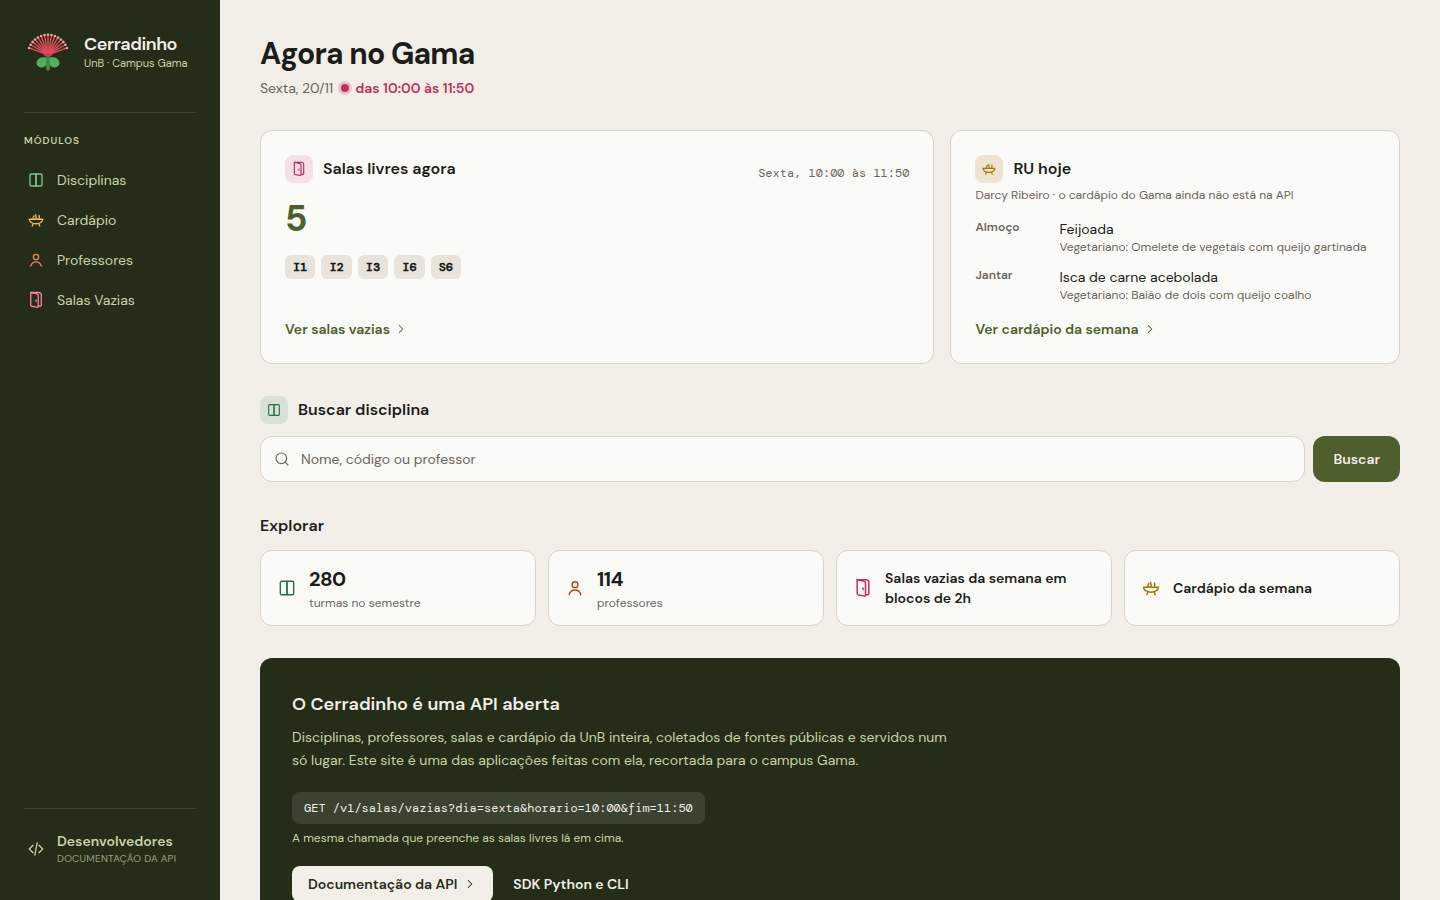 Cerradinho
UnB · Campus Gama
MÓDULOS
Disciplinas
Cardápio
Professores
Salas Vazias
Desenvolvedores
DOCUMENTAÇÃO DA API
Agora no Gama
Sexta, 20/11 das 10:00 às 11:50
Salas livres agora
Sexta, 10:00 às 11:50
5
I1 I2 I3 I6 S6
Ver salas vazias
RU hoje
Darcy Ribeiro · o cardápio do Gama ainda não está na API
Almoço
Feijoada
Vegetariano: Omelete de vegetais com queijo gartinada
Jantar
Isca de carne acebolada
Vegetariano: Baião de dois com queijo coalho
Ver cardápio da semana
Buscar disciplina
Nome, código ou professor
Buscar
Explorar
280
turmas no semestre
114
professores
Salas vazias da semana em
blocos de 2h
Cardápio da semana
O Cerradinho é uma API aberta
Disciplinas, professores, salas e cardápio da UnB inteira, coletados de fontes públicas e servidos num
só lugar. Este site é uma das aplicações feitas com ela, recortada para o campus Gama.
GET /v1/salas/vazias?dia=sexta&horario=10:00&fim=11:50
A mesma chamada que preenche as salas livres lá em cima.
Documentação da API
SDK Python e CLI